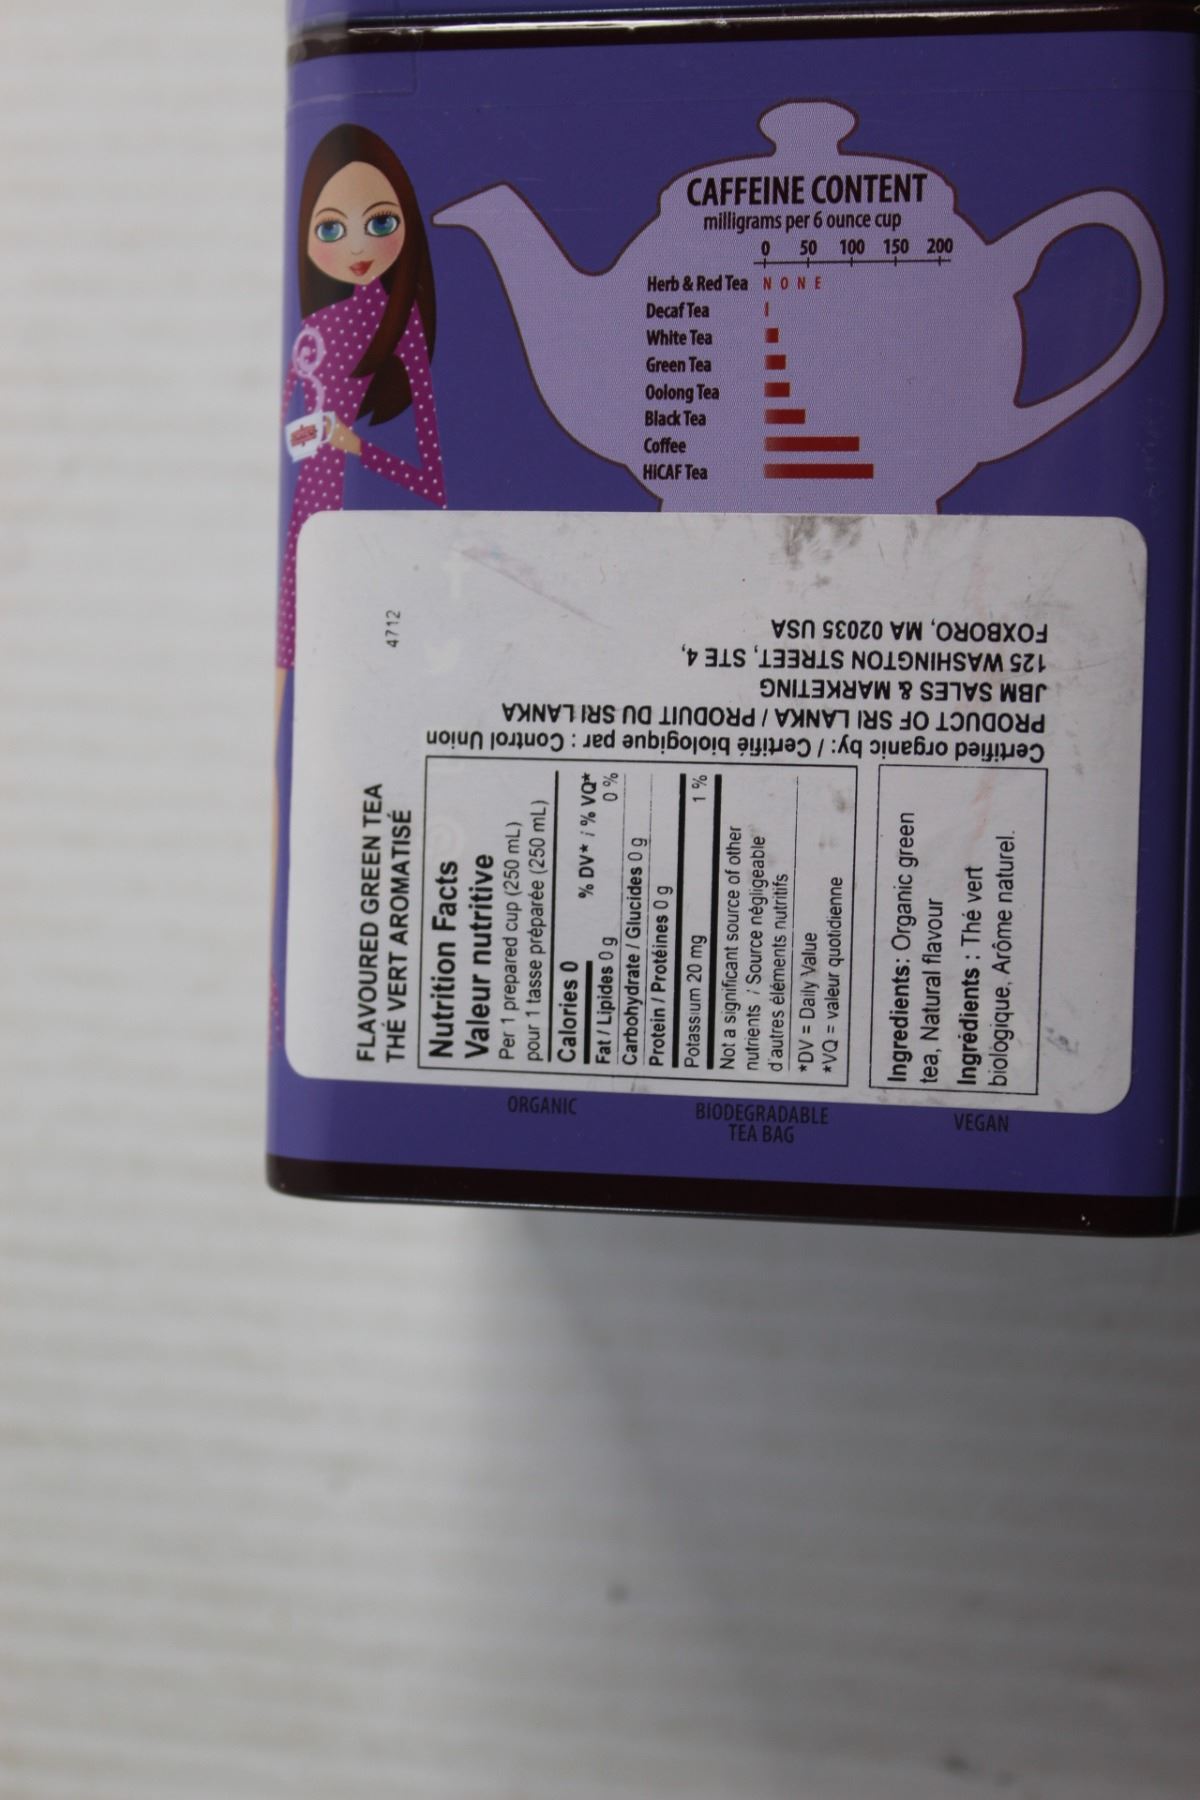 CAFFEINE CONTENT
milligrams per 6 ounce cup
0 50 100 150 200
Herb & Red Tea NONE
Decaf Tea
White Tea
Green Tea
Oolong Tea
Black Tea
Coffee
HiCAF Tea
4712
FLAVOURED GREEN TEA
THÉ VERT AROMATISÉ
Nutrition Facts
Valeur nutritive
Per 1 prepared cup (250 mL)
pour 1 tasse préparée (250 mL)
Calories 0
% DV* / % VQ*
Fat / Lipides 0 g 0 %
Carbohydrate / Glucides 0 g
Protein / Protéines 0 g
Potassium 20 mg 1 %
Not a significant source of other
nutrients / Source négligeable
d'autres éléments nutritifs
*DV = Daily Value
*VQ = valeur quotidienne
Ingredients: Organic green
tea, Natural flavour
Ingrédients : Thé vert
biologique, Arôme naturel.
Certified organic by: / Certifié biologique par : Control Union
PRODUCT OF SRI LANKA / PRODUIT DU SRI LANKA
JBM SALES & MARKETING
125 WASHINGTON STREET, STE 4,
FOXBORO, MA 02035 USA
ORGANIC
BIODEGRADABLE
TEA BAG
VEGAN